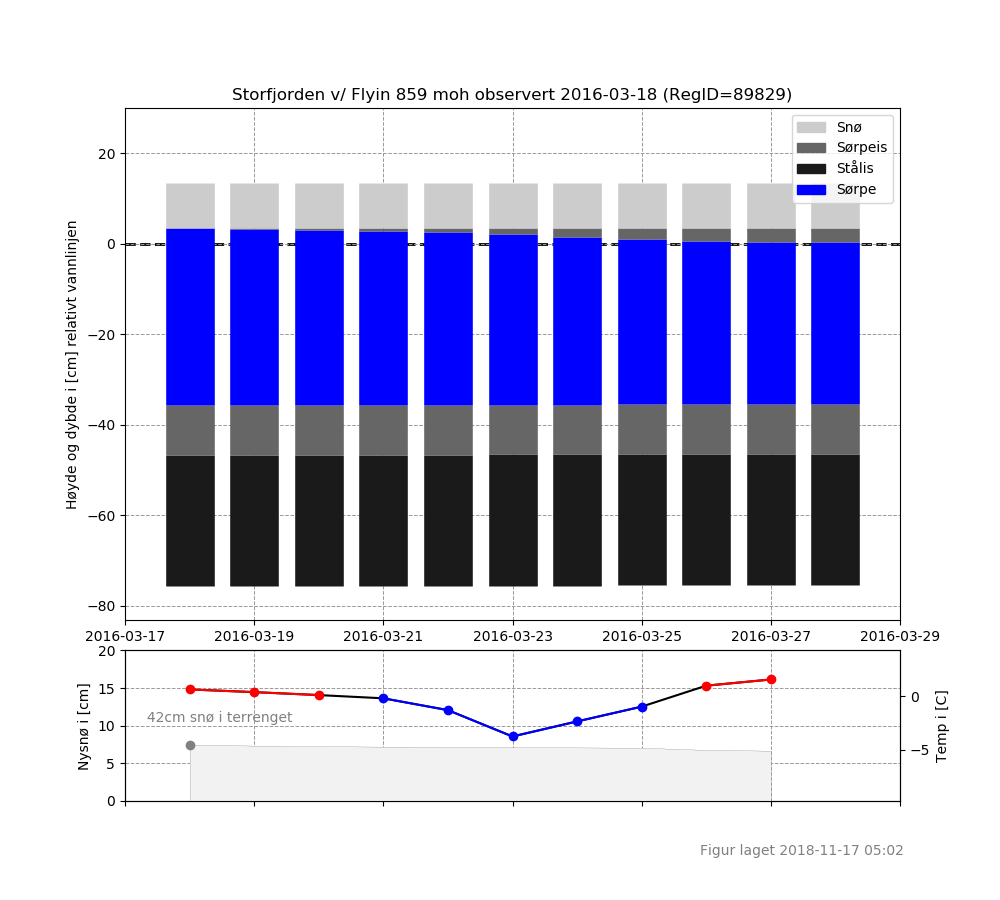 Storfjorden v/ Flyin 859 moh observert 2016-03-18 (RegID=89829)
Snø
Sørpeis
Stålis
Sørpe
Høyde og dybde i [cm] relativt vannlinjen
20
0
−20
−40
−60
−80
2016-03-17 2016-03-19 2016-03-21 2016-03-23 2016-03-25 2016-03-27 2016-03-29
Nysnø i [cm]
20
15
10
5
0
42cm snø i terrenget
0
−5
Temp i [C]
Figur laget 2018-11-17 05:02